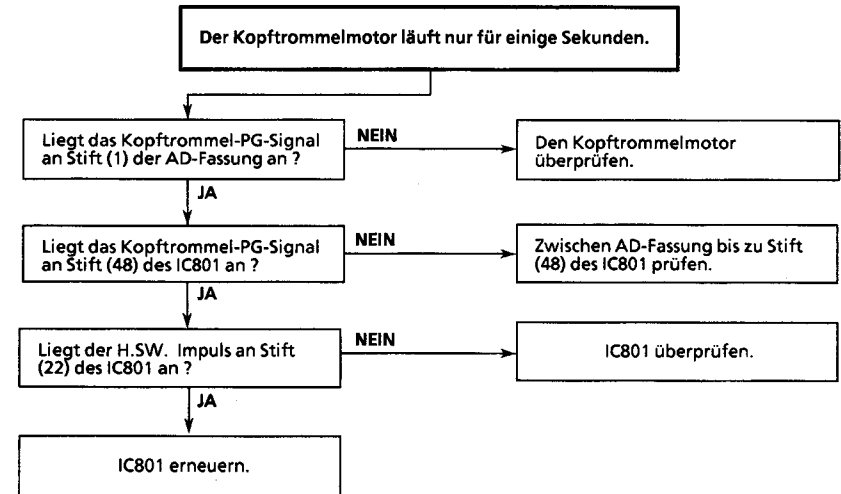 Der Kopftrommelmotor läuft nur für einige Sekunden.
Liegt das Kopftrommel-PG-Signal
an Stift (1) der AD-Fassung an ?
NEIN
Den Kopftrommelmotor
überprüfen.
JA
Liegt das Kopftrommel-PG-Signal
an Stift (48) des IC801 an ?
NEIN
Zwischen AD-Fassung bis zu Stift
(48) des IC801 prüfen.
JA
Liegt der H.SW. Impuls an Stift
(22) des IC801 an ?
NEIN
IC801 überprüfen.
JA
IC801 erneuern.